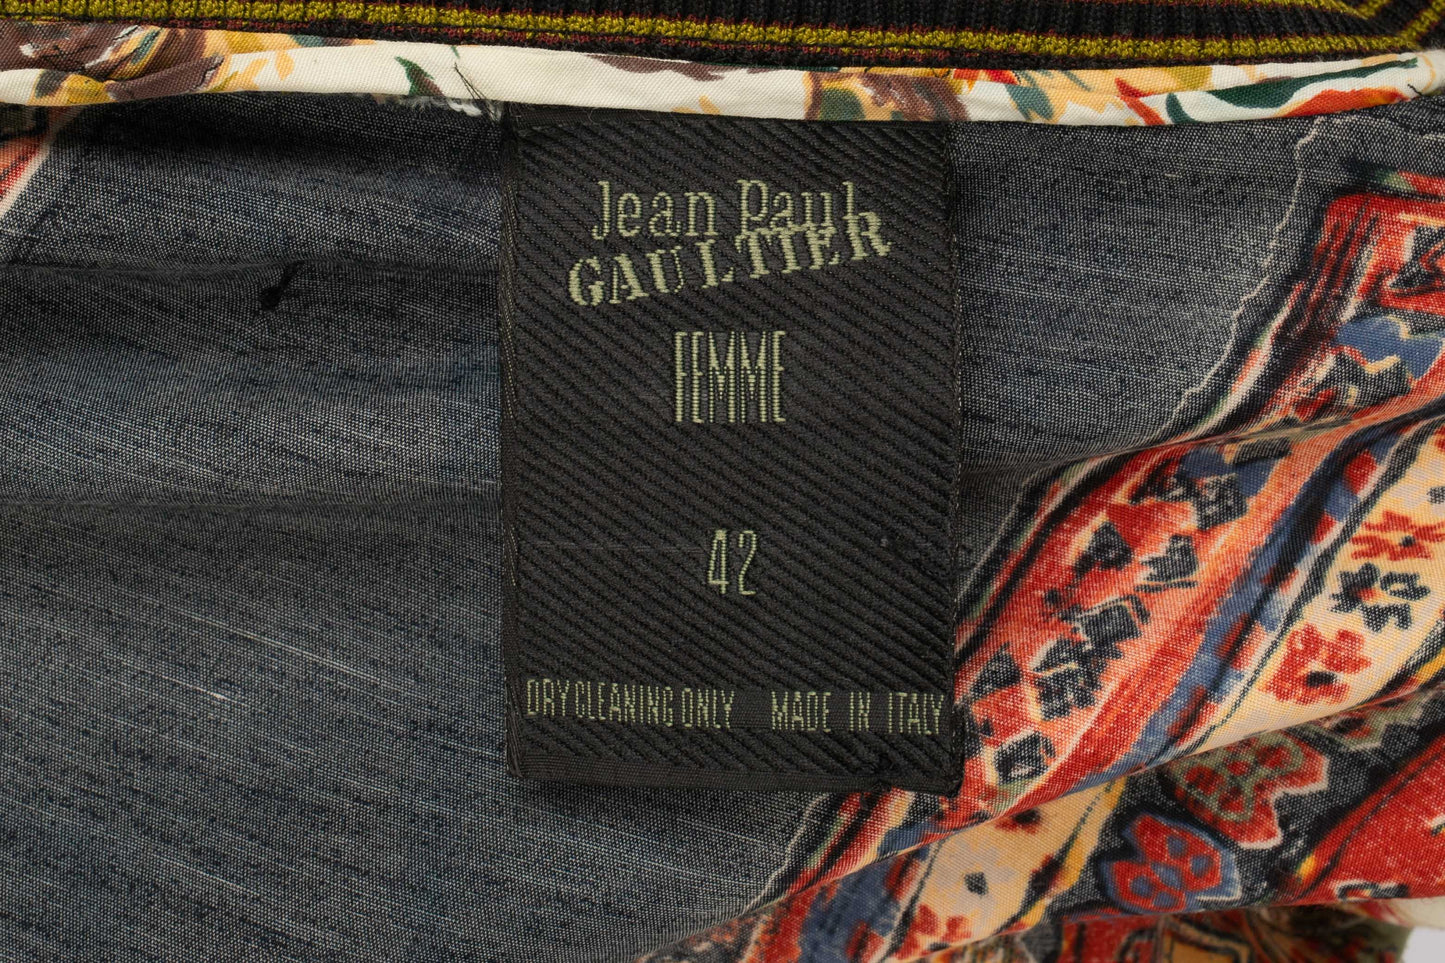 Jean Paul
GAULTIER
FEMME
42
DRY CLEANING ONLY MADE IN ITALY